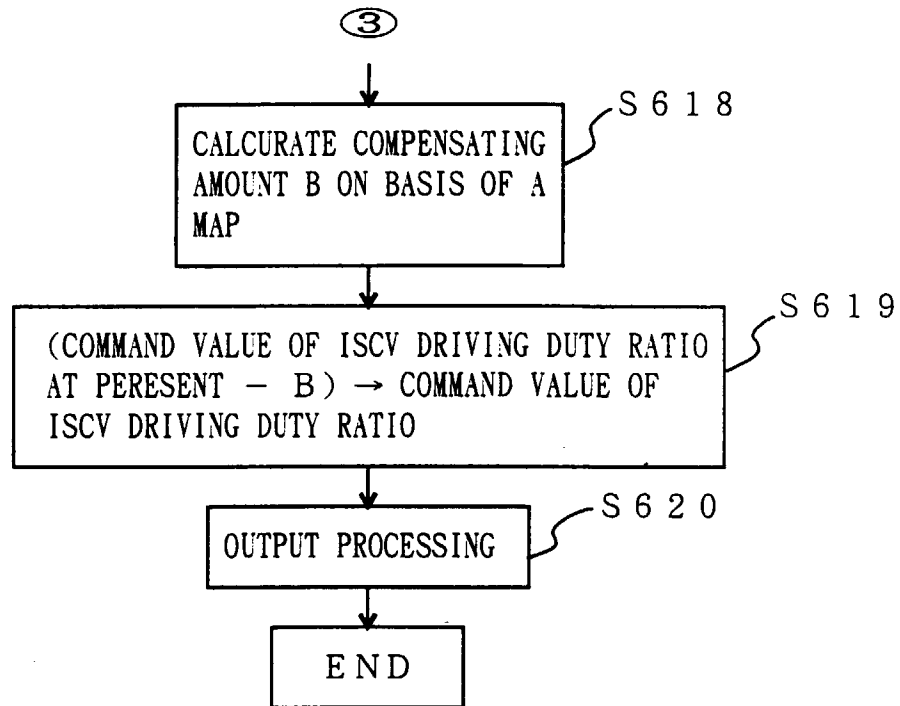 ③
S618
CALCURATE COMPENSATING
AMOUNT B ON BASIS OF A
MAP
S619
(COMMAND VALUE OF ISCV DRIVING DUTY RATIO
AT PERESENT - B) → COMMAND VALUE OF
ISCV DRIVING DUTY RATIO
S620
OUTPUT PROCESSING
END